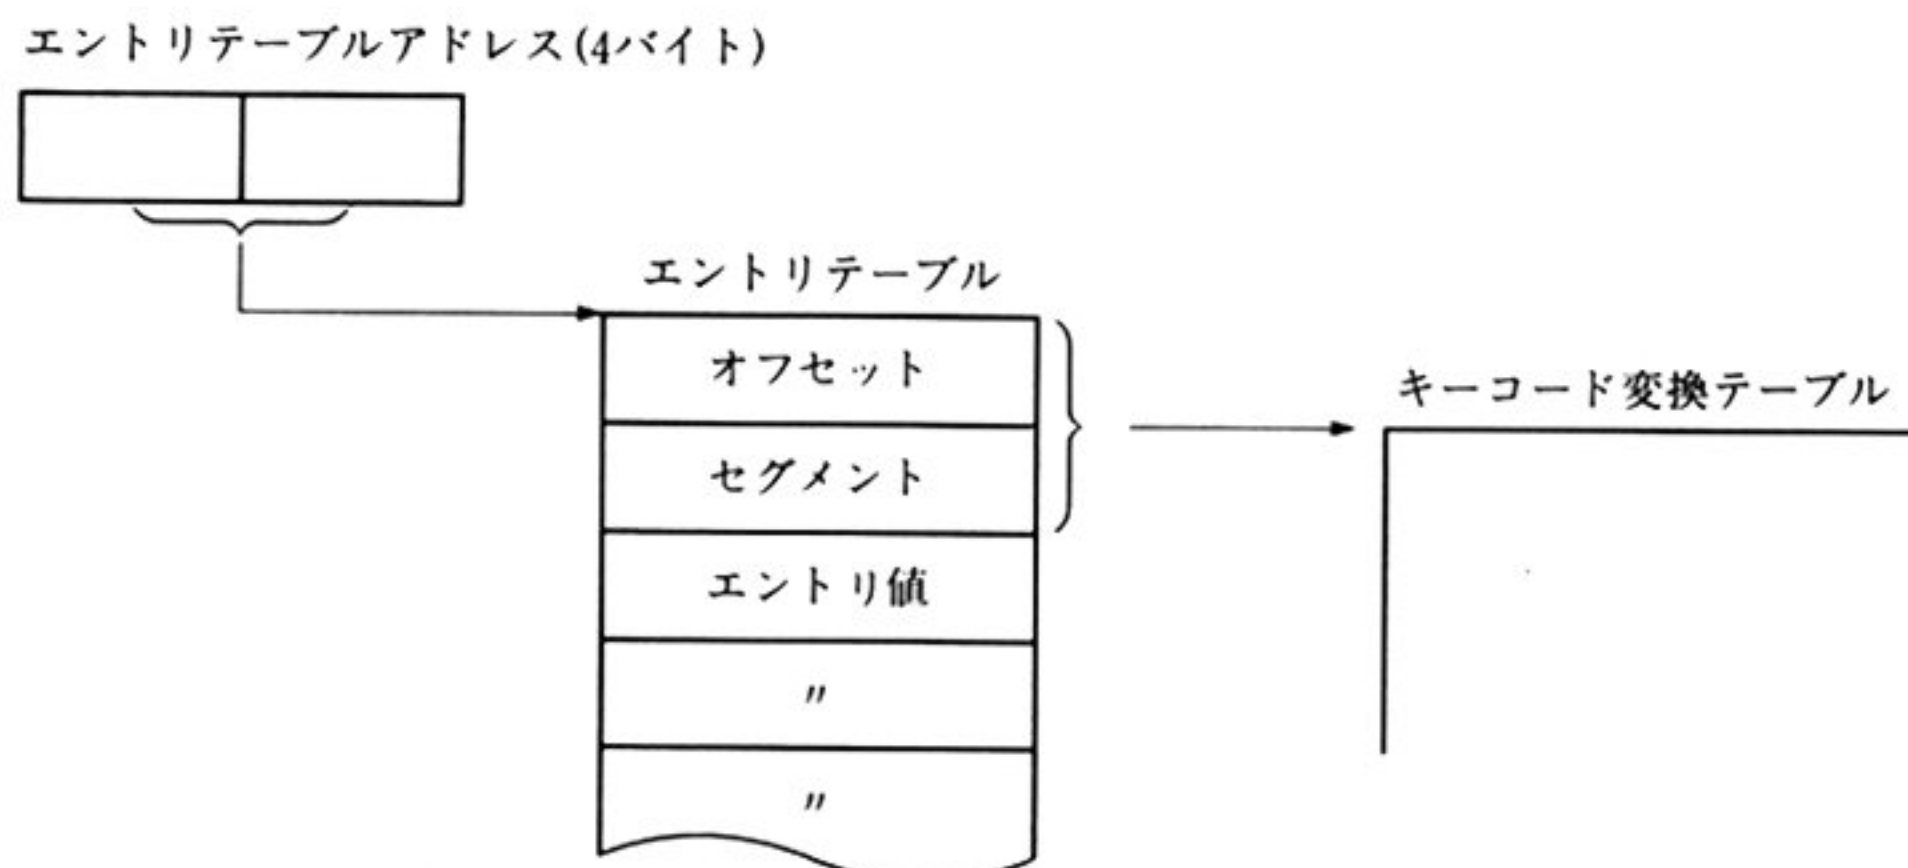 エントリテーブルアドレス(4バイト)
エントリテーブル
オフセット
セグメント
エントリ値
〃
〃
キーコード変換テーブル